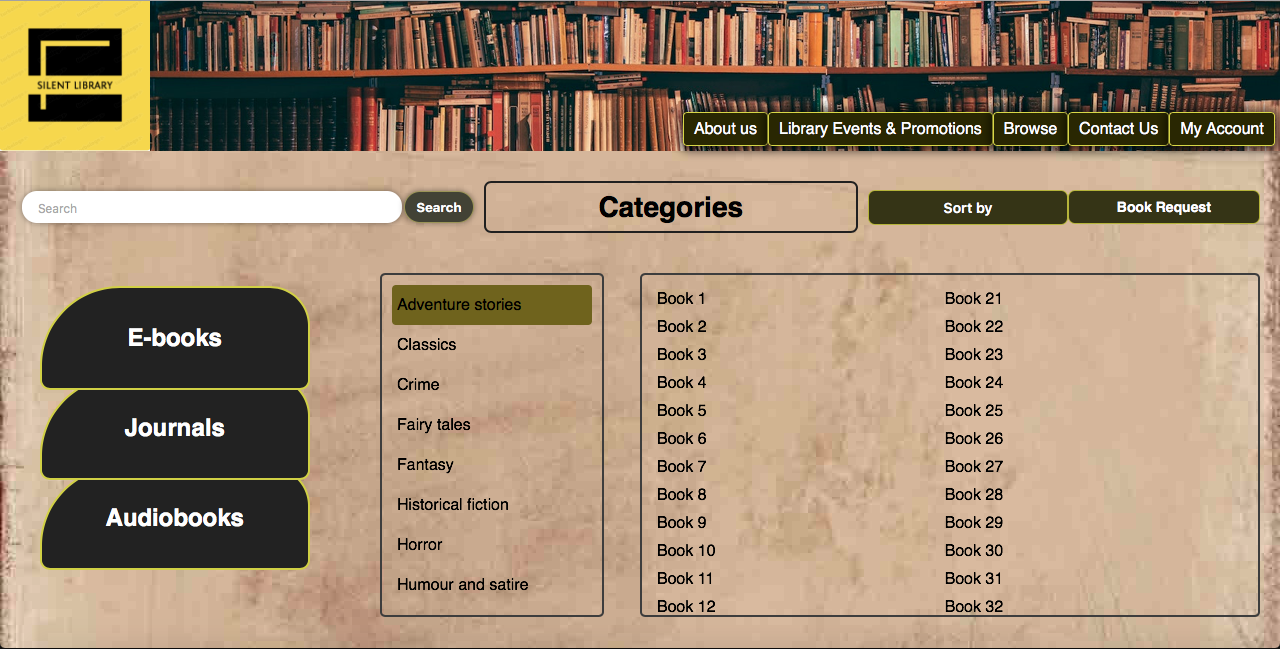 SILENT LIBRARY
About us
Library Events & Promotions
Browse
Contact Us
My Account
Search
Search
Categories
Sort by
Book Request
E-books
Journals
Audiobooks
Adventure stories
Classics
Crime
Fairy tales
Fantasy
Historical fiction
Horror
Humour and satire
Book 1
Book 2
Book 3
Book 4
Book 5
Book 6
Book 7
Book 8
Book 9
Book 10
Book 11
Book 12
Book 21
Book 22
Book 23
Book 24
Book 25
Book 26
Book 27
Book 28
Book 29
Book 30
Book 31
Book 32